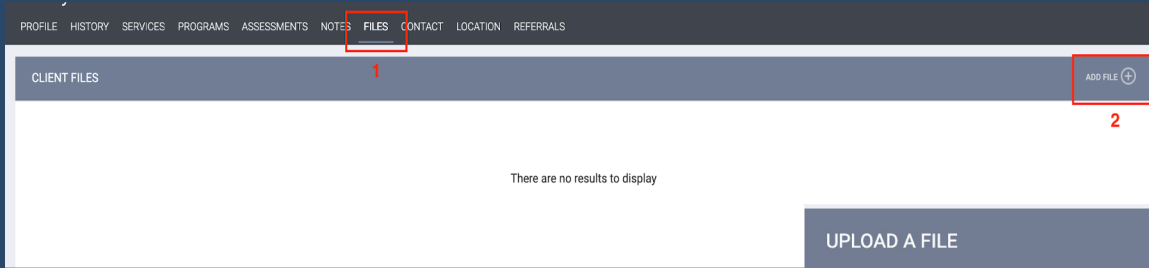 PROFILE HISTORY SERVICES PROGRAMS ASSESSMENTS NOTES FILES CONTACT LOCATION REFERRALS
1
CLIENT FILES
ADD FILE
2
There are no results to display
UPLOAD A FILE